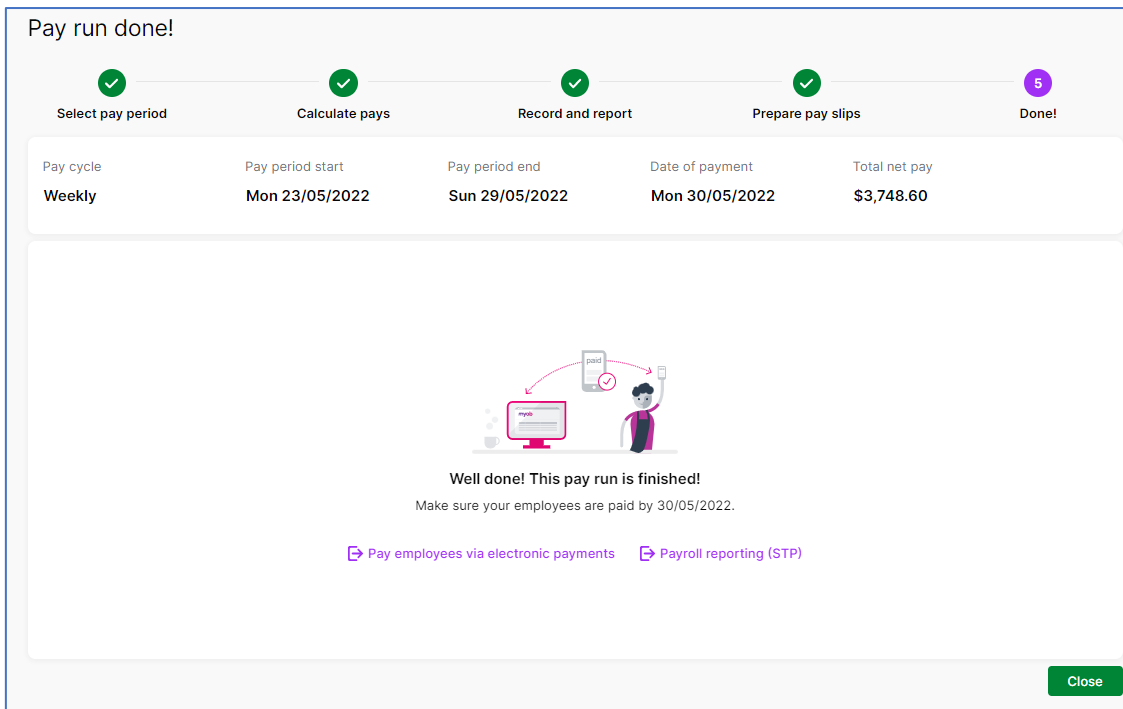 Pay run done!
5
Select pay period Calculate pays Record and report Prepare pay slips Done!
Pay cycle Pay period start Pay period end Date of payment Total net pay
Weekly Mon 23/05/2022 Sun 29/05/2022 Mon 30/05/2022 $3,748.60
paid
myob
Well done! This pay run is finished!
Make sure your employees are paid by 30/05/2022.
Pay employees via electronic payments Payroll reporting (STP)
Close